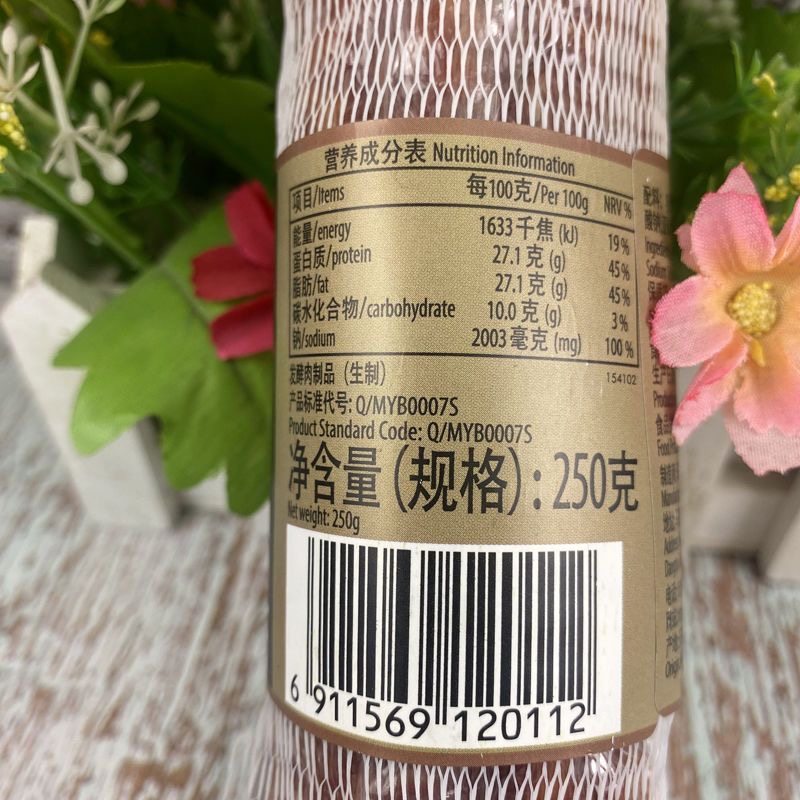 营养成分表 Nutrition Information
项目/Items 每100克/Per 100g NRV %
能量/energy 1633千焦 (kJ) 19 %
蛋白质/protein 27.1 克 (g) 45 %
脂肪/fat 27.1 克 (g) 45 %
碳水化合物/carbohydrate 10.0 克 (g) 3 %
钠/sodium 2003 毫克 (mg) 100 %
154102
发酵肉制品（生制）
产品标准代号: Q/MYB0007S
Product Standard Code: Q/MYB0007S
净含量(规格):250克
Net weight: 250g
6 911569 120112